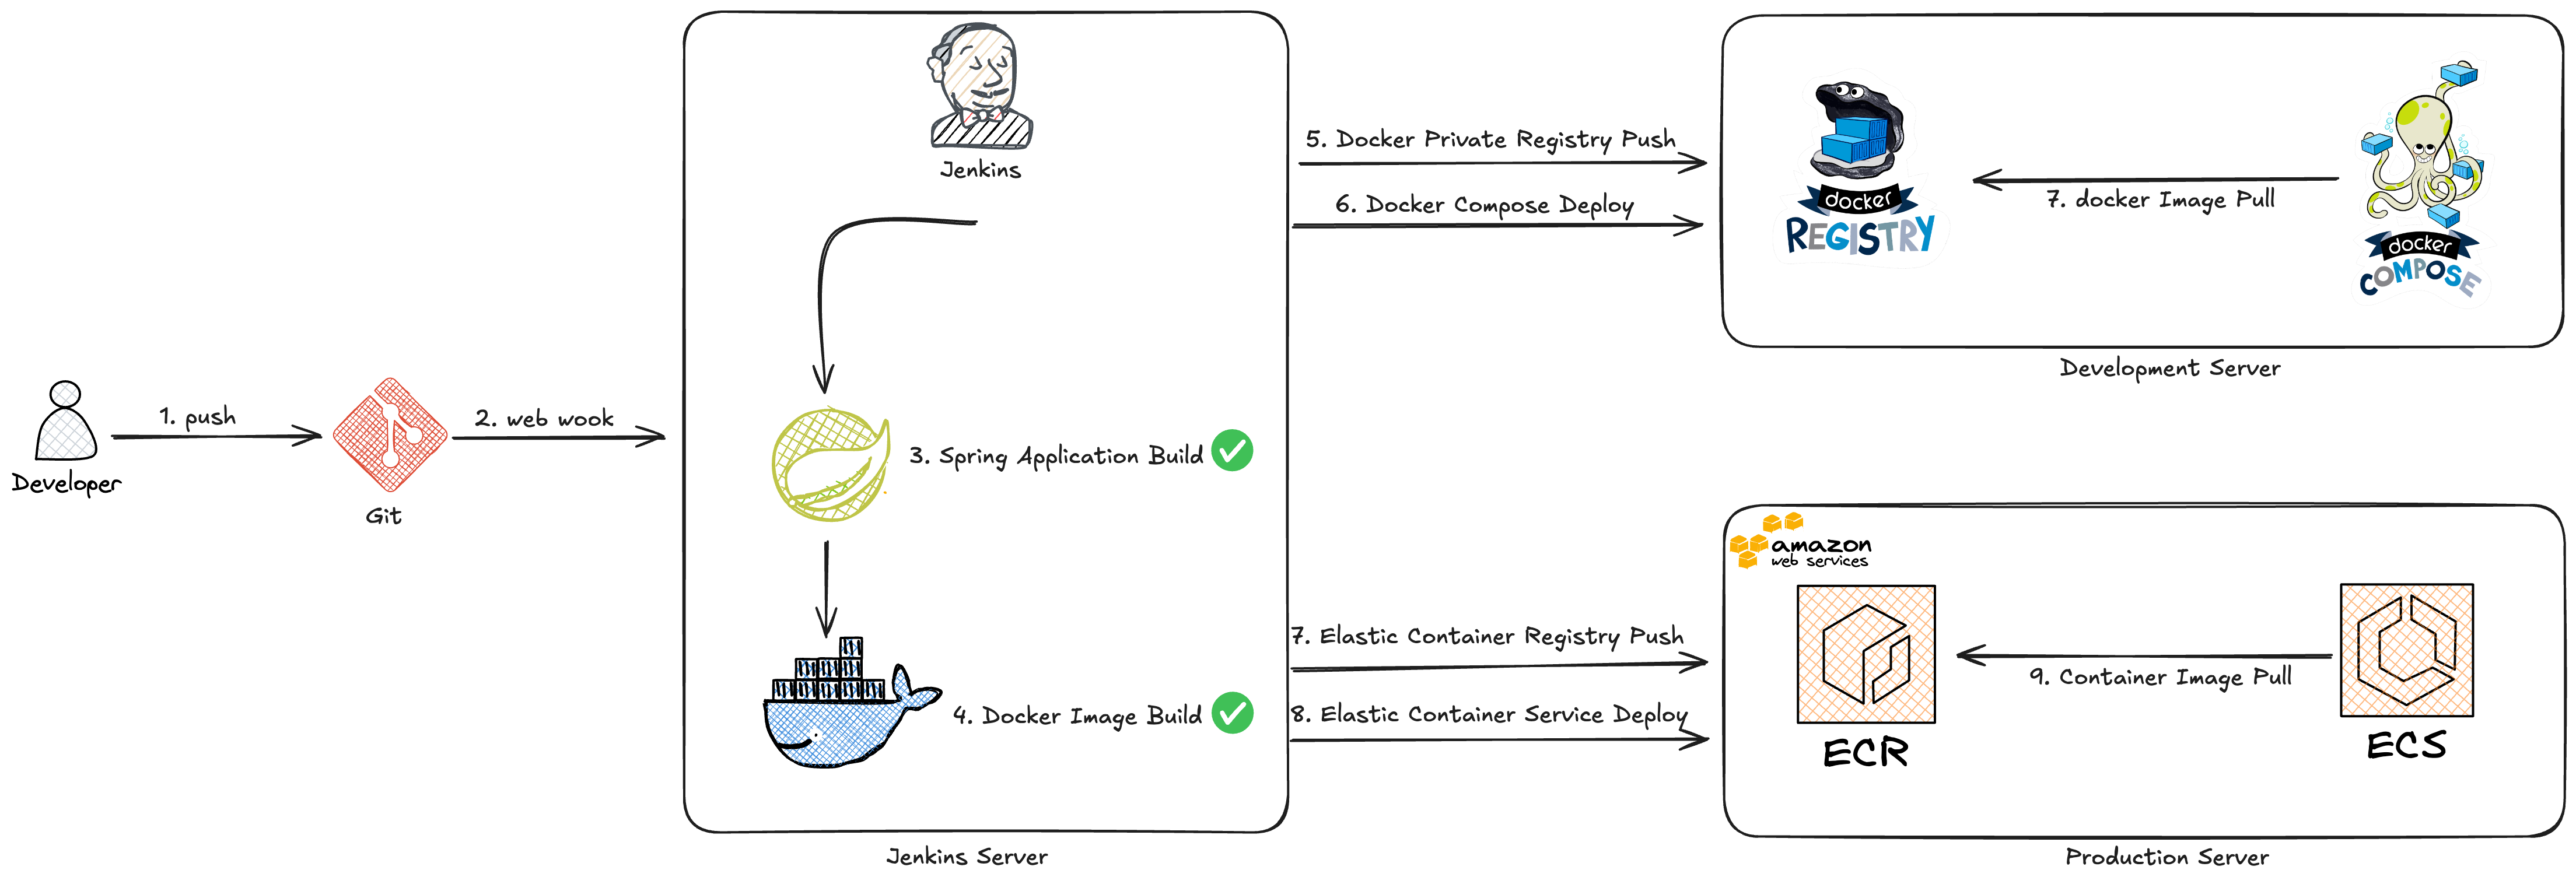 Developer
1. push
Git
2. web wook
Jenkins
3. Spring Application Build
4. Docker Image Build
Jenkins Server
5. Docker Private Registry Push
6. Docker Compose Deploy
docker
REGISTRY
7. docker Image Pull
docker
COMPOSE
Development Server
7. Elastic Container Registry Push
8. Elastic Container Service Deploy
amazon
web services
ECR
9. Container Image Pull
ECS
Production Server